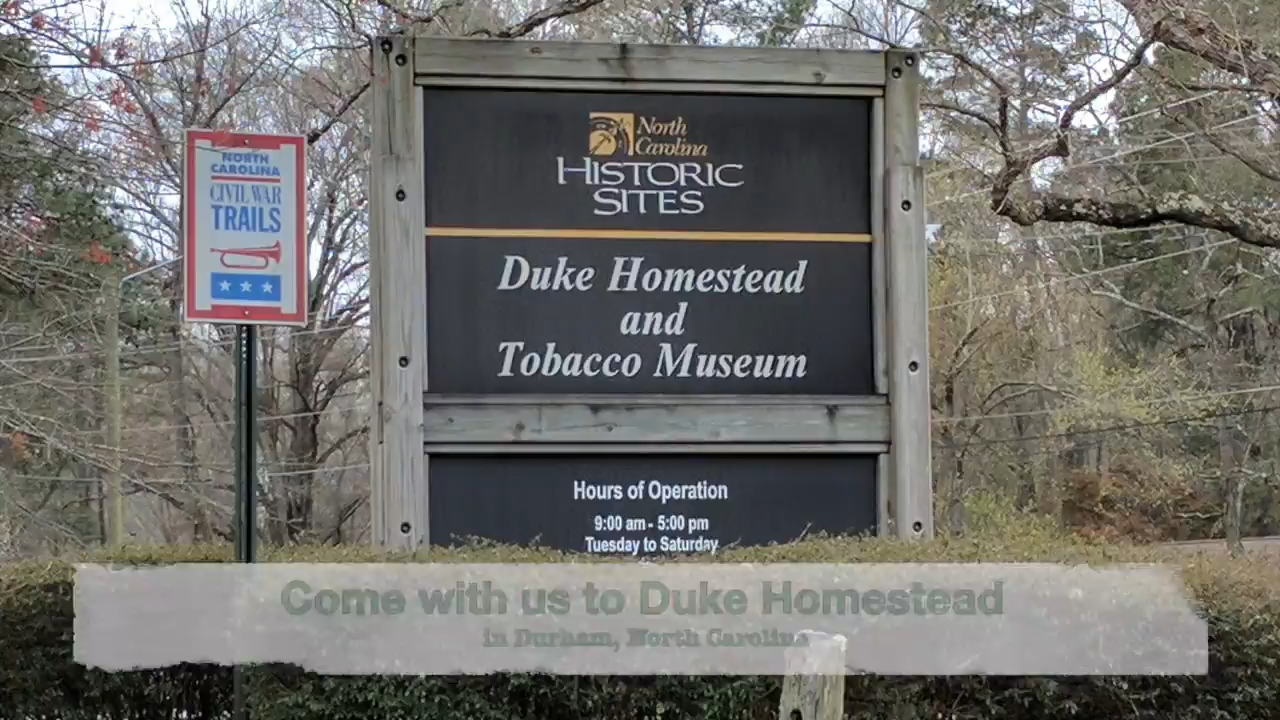 NORTH
CAROLINA
CIVIL WAR
TRAILS
North
Carolina
HISTORIC
SITES
Duke Homestead
and
Tobacco Museum
Hours of Operation
9:00 am - 5:00 pm
Tuesday to Saturday
Come with us to Duke Homestead
in Durham, North Carolina